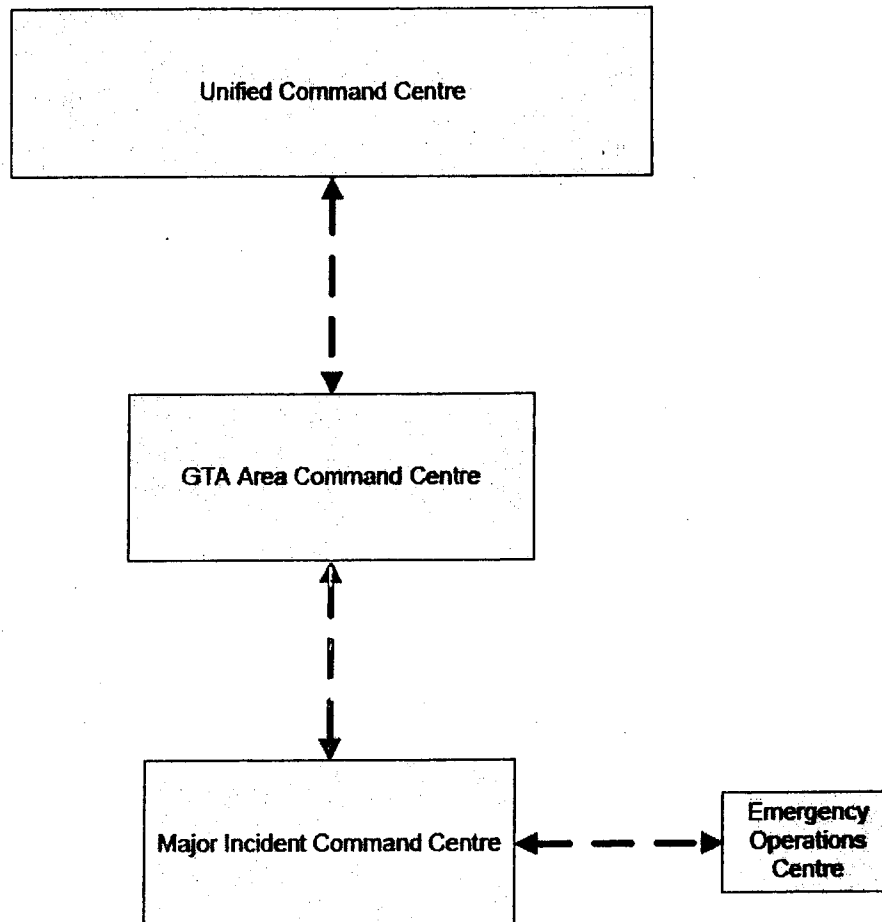 Unified Command Centre
GTA Area Command Centre
Major Incident Command Centre
Emergency
Operations
Centre